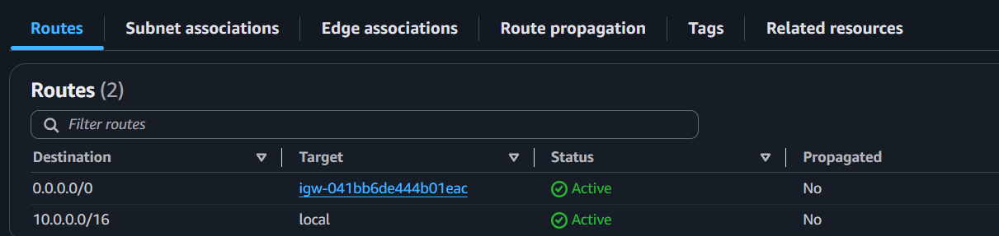 Routes Subnet associations Edge associations Route propagation Tags Related resources
Routes (2)
Filter routes
Destination Target Status Propagated
0.0.0.0/0 igw-041bb6de444b01eac Active No
10.0.0.0/16 local Active No